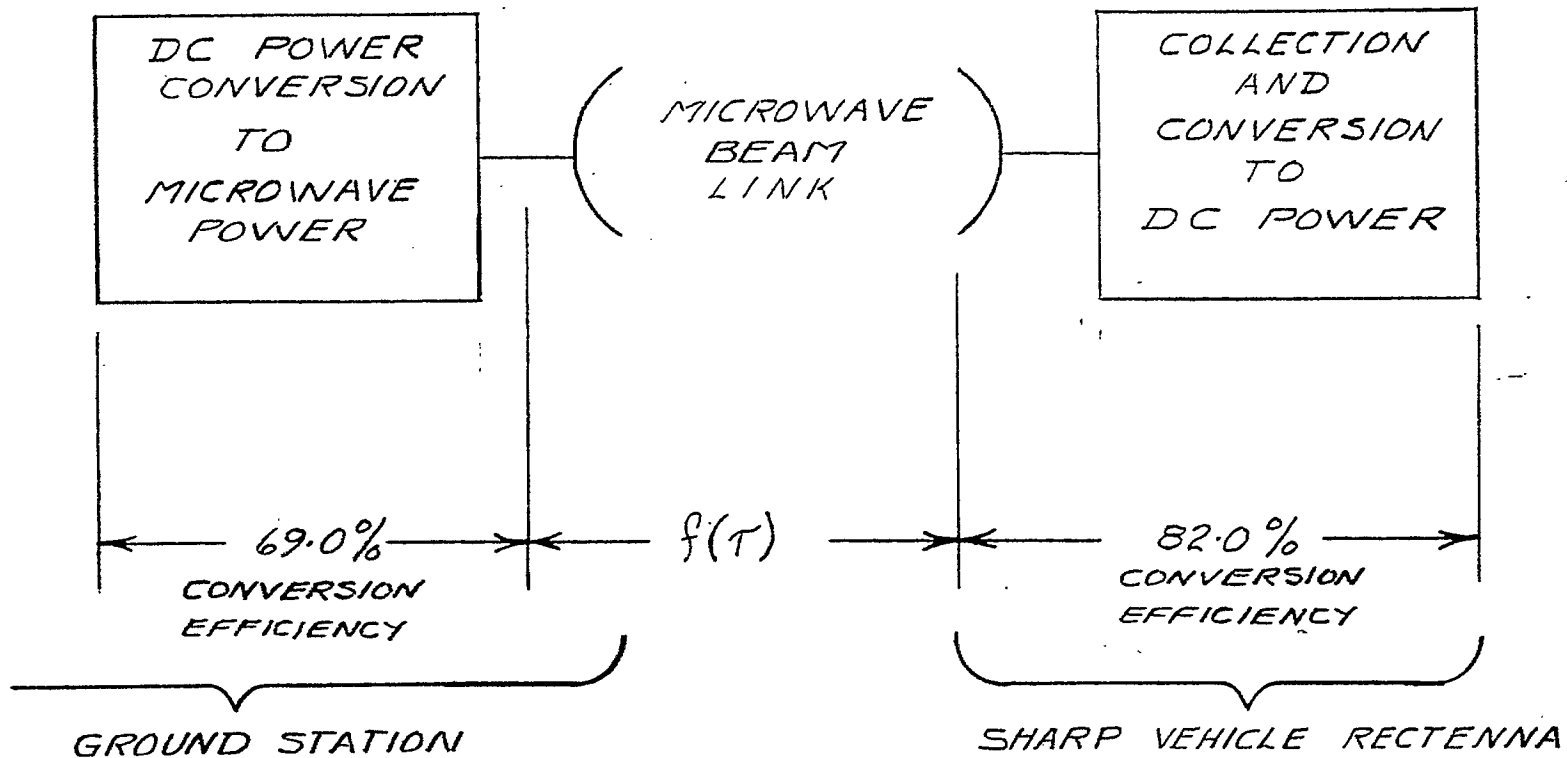 DC POWER
CONVERSION
TO
MICROWAVE
POWER
MICROWAVE
BEAM
LINK
COLLECTION
AND
CONVERSION
TO
DC POWER
69.0%
CONVERSION
EFFICIENCY
f(τ)
82.0%
CONVERSION
EFFICIENCY
GROUND STATION
SHARP VEHICLE RECTENNA